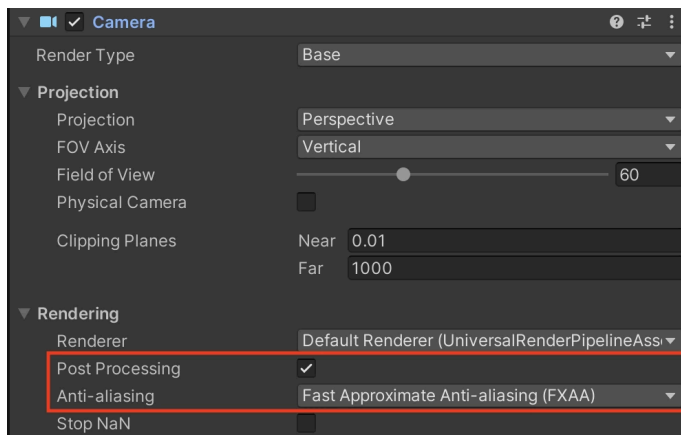 Camera
Render Type Base
Projection
Projection Perspective
FOV Axis Vertical
Field of View 60
Physical Camera
Clipping Planes Near 0.01
Far 1000
Rendering
Renderer Default Renderer (UniversalRenderPipelineAss
Post Processing
Anti-aliasing Fast Approximate Anti-aliasing (FXAA)
Stop NaN